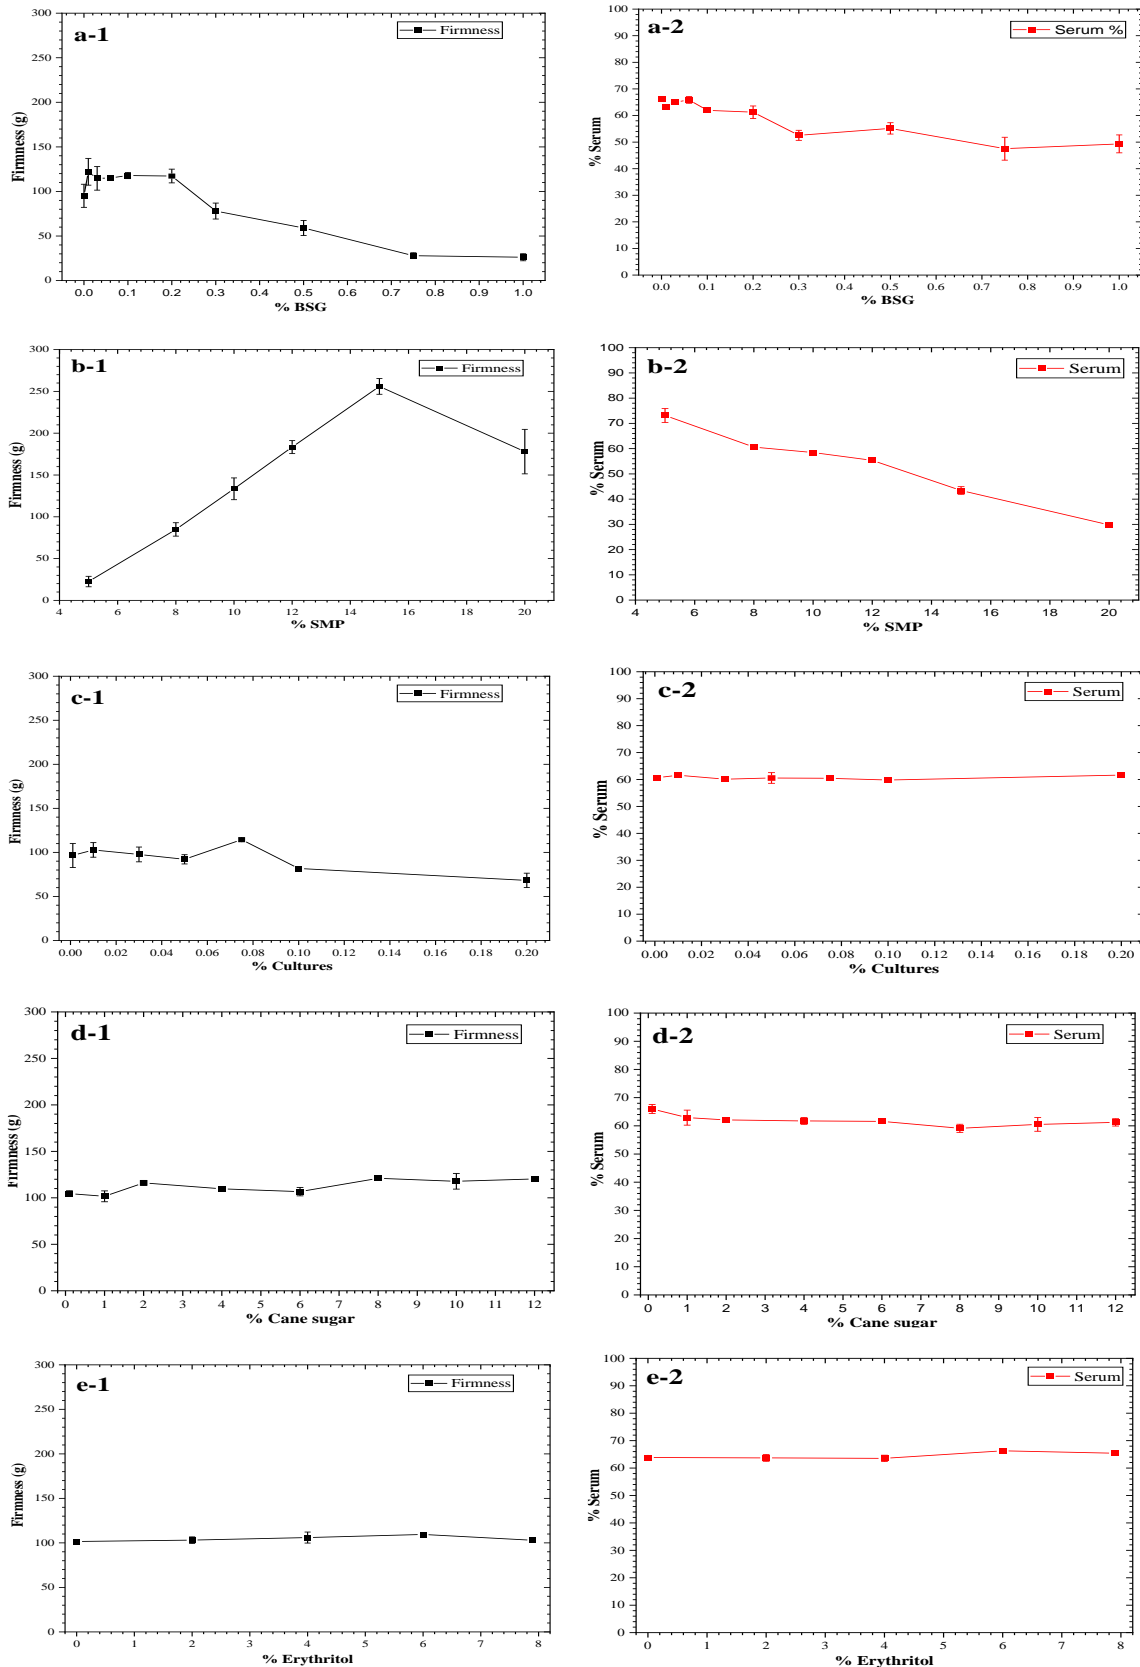 a-1
Firmness
300
250
200
150
100
50
0
Firmness (g)
0.0 0.1 0.2 0.3 0.4 0.5 0.6 0.7 0.8 0.9 1.0
% BSG
a-2
Serum %
100
90
80
70
60
50
40
30
20
10
0
% Serum
0.0 0.1 0.2 0.3 0.4 0.5 0.6 0.7 0.8 0.9 1.0
% BSG
b-1
Firmness
300
250
200
150
100
50
0
Firmness (g)
4 6 8 10 12 14 16 18 20
% SMP
b-2
Serum
100
90
80
70
60
50
40
30
20
10
0
% Serum
4 6 8 10 12 14 16 18 20
% SMP
c-1
Firmness
300
250
200
150
100
50
0
Firmness (g)
0.00 0.02 0.04 0.06 0.08 0.10 0.12 0.14 0.16 0.18 0.20
% Cultures
c-2
Serum
100
90
80
70
60
50
40
30
20
10
0
% Serum
0.00 0.02 0.04 0.06 0.08 0.10 0.12 0.14 0.16 0.18 0.20
% Cultures
d-1
Firmness
300
250
200
150
100
50
0
Firmness (g)
0 1 2 3 4 5 6 7 8 9 10 11 12
% Cane sugar
d-2
Serum
100
90
80
70
60
50
40
30
20
10
0
% Serum
0 1 2 3 4 5 6 7 8 9 10 11 12
% Cane sugar
e-1
Firmness
300
250
200
150
100
50
0
Firmness (g)
0 1 2 3 4 5 6 7 8
% Erythritol
e-2
Serum
100
90
80
70
60
50
40
30
20
10
0
% Serum
0 1 2 3 4 5 6 7 8
% Erythritol